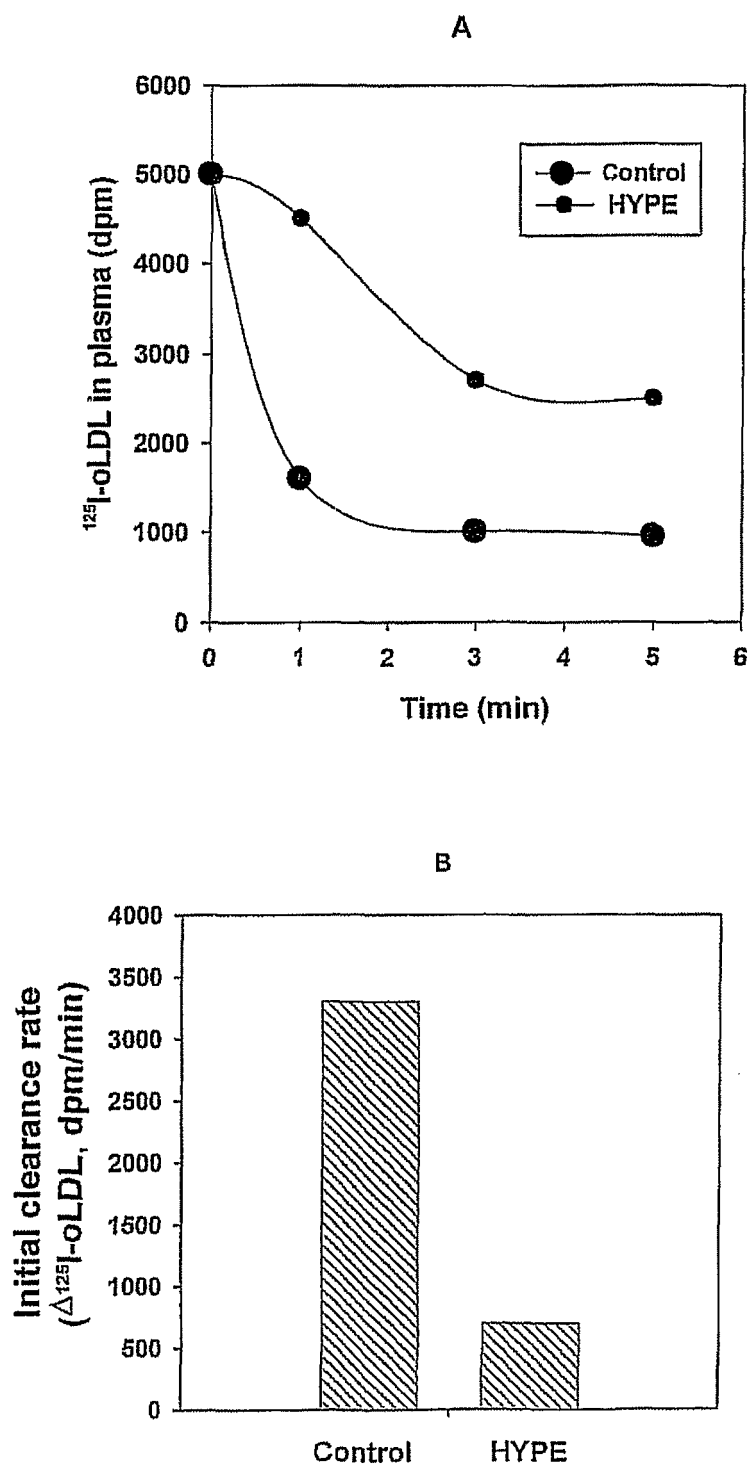 A
6000
5000
4000
3000
2000
1000
0
¹²⁵I-oLDL in plasma (dpm)
Control
HYPE
0 1 2 3 4 5 6
Time (min)
B
4000
3500
3000
2500
2000
1500
1000
500
0
Initial clearance rate
(△¹²⁵I-oLDL, dpm/min)
Control HYPE